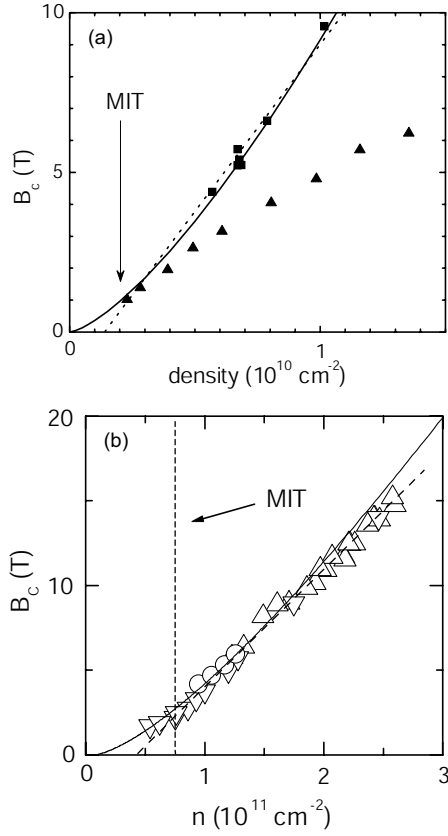 (a)
10
MIT
5
0
B_c (T)
0
1
density (10^10 cm^-2)
(b)
20
MIT
10
0
B_c (T)
0
1
2
3
n (10^11 cm^-2)